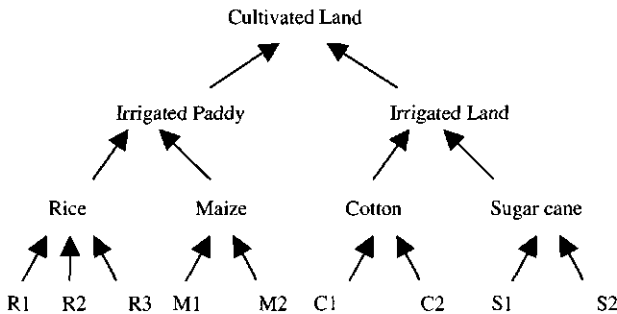 Cultivated Land
Irrigated Paddy Irrigated Land
Rice Maize Cotton Sugar cane
R1 R2 R3 M1 M2 C1 C2 S1 S2